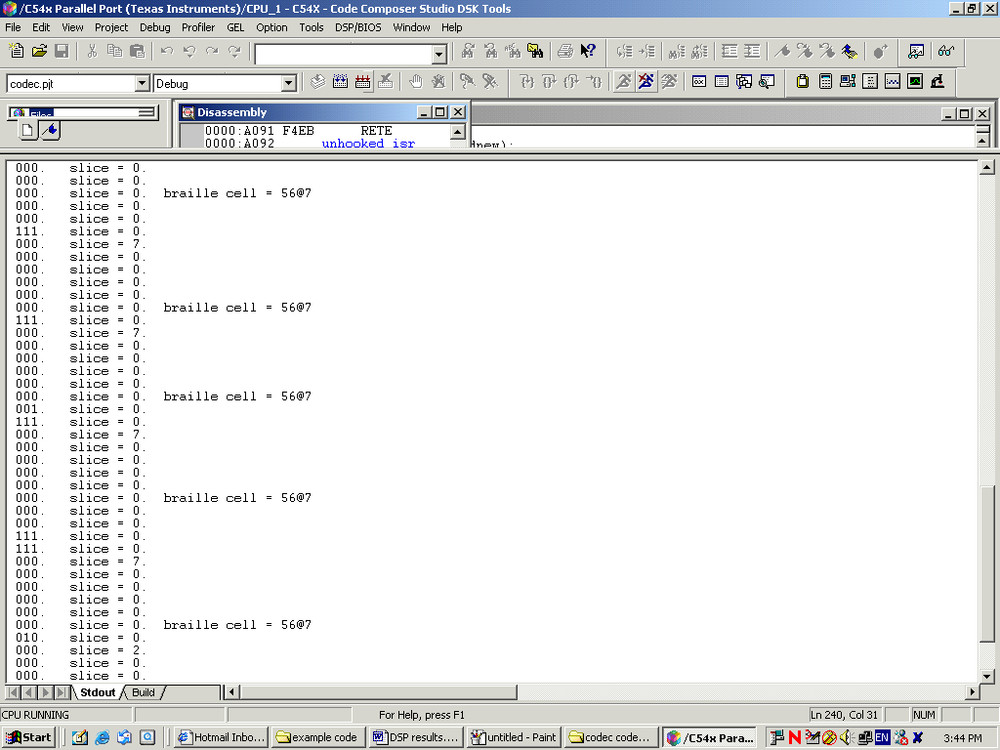 /C54x Parallel Port (Texas Instruments)/CPU_1 - C54X - Code Composer Studio DSK Tools
File Edit View Project Debug Profiler GEL Option Tools DSP/BIOS Window Help
codec.pjt Debug
Files
Disassembly
0000:A091 F4EB RETE
0000:A092 unhooked isr
dnew);
000. slice = 0.
000. slice = 0.
000. slice = 0. braille cell = 56@7
000. slice = 0.
000. slice = 0.
111. slice = 0.
000. slice = 7.
000. slice = 0.
000. slice = 0.
000. slice = 0.
000. slice = 0.
000. slice = 0. braille cell = 56@7
111. slice = 0.
000. slice = 7.
000. slice = 0.
000. slice = 0.
000. slice = 0.
000. slice = 0.
000. slice = 0. braille cell = 56@7
001. slice = 0.
111. slice = 0.
000. slice = 7.
000. slice = 0.
000. slice = 0.
000. slice = 0.
000. slice = 0.
000. slice = 0. braille cell = 56@7
000. slice = 0.
000. slice = 0.
111. slice = 0.
111. slice = 0.
000. slice = 7.
000. slice = 0.
000. slice = 0.
000. slice = 0.
000. slice = 0.
000. slice = 0. braille cell = 56@7
010. slice = 0.
000. slice = 2.
000. slice = 0.
000. slice = 0.
Stdout Build
CPU RUNNING For Help, press F1 Ln 240, Col 31 NUM
Start Hotmail Inbo... example code DSP results.... untitled - Paint codec code... /C54x Para... EN 3:44 PM